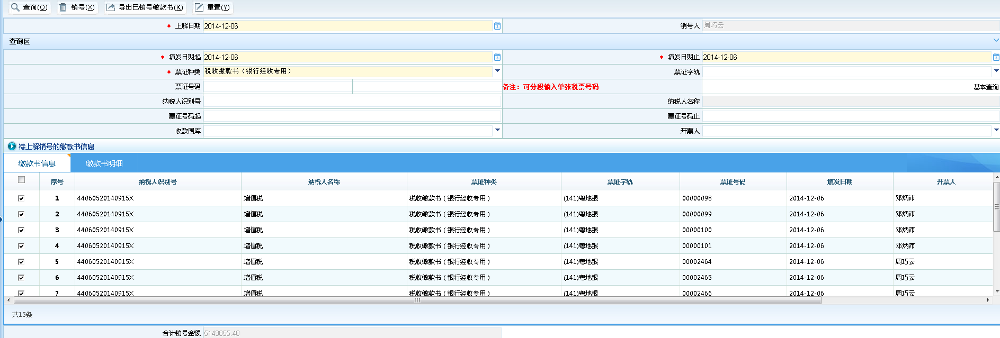 查询(Q) 销号(X) 导出已销号缴款书(K) 重置(Y)
* 上解日期 2014-12-06 销号人 周巧云
查询区
* 填发日期起 2014-12-06 * 填发日期止 2014-12-06
* 票证种类 税收缴款书（银行经收专用） 票证字轨
票证号码 备注：可分段输入单张税票号码 基本查询
纳税人识别号 纳税人名称
票证号码起 票证号码止
收款国库 开票人
待上解销号的缴款书信息
缴款书信息 缴款书明细
序号 纳税人识别号 纳税人名称 票证种类 票证字轨 票证号码 填发日期 开票人
1 44060520140915X 增值税 税收缴款书（银行经收专用） (141)粤地银 00000098 2014-12-06 邓炳沛
2 44060520140915X 增值税 税收缴款书（银行经收专用） (141)粤地银 00000099 2014-12-06 邓炳沛
3 44060520140915X 增值税 税收缴款书（银行经收专用） (141)粤地银 00000100 2014-12-06 邓炳沛
4 44060520140915X 增值税 税收缴款书（银行经收专用） (141)粤地银 00000101 2014-12-06 邓炳沛
5 44060520140915X 增值税 税收缴款书（银行经收专用） (141)粤地银 00002464 2014-12-06 周巧云
6 44060520140915X 增值税 税收缴款书（银行经收专用） (141)粤地银 00002465 2014-12-06 周巧云
7 44060520140915X 增值税 税收缴款书（银行经收专用） (141)粤地银 00002466 2014-12-06 周巧云
共15条
合计销号金额 5143855.40